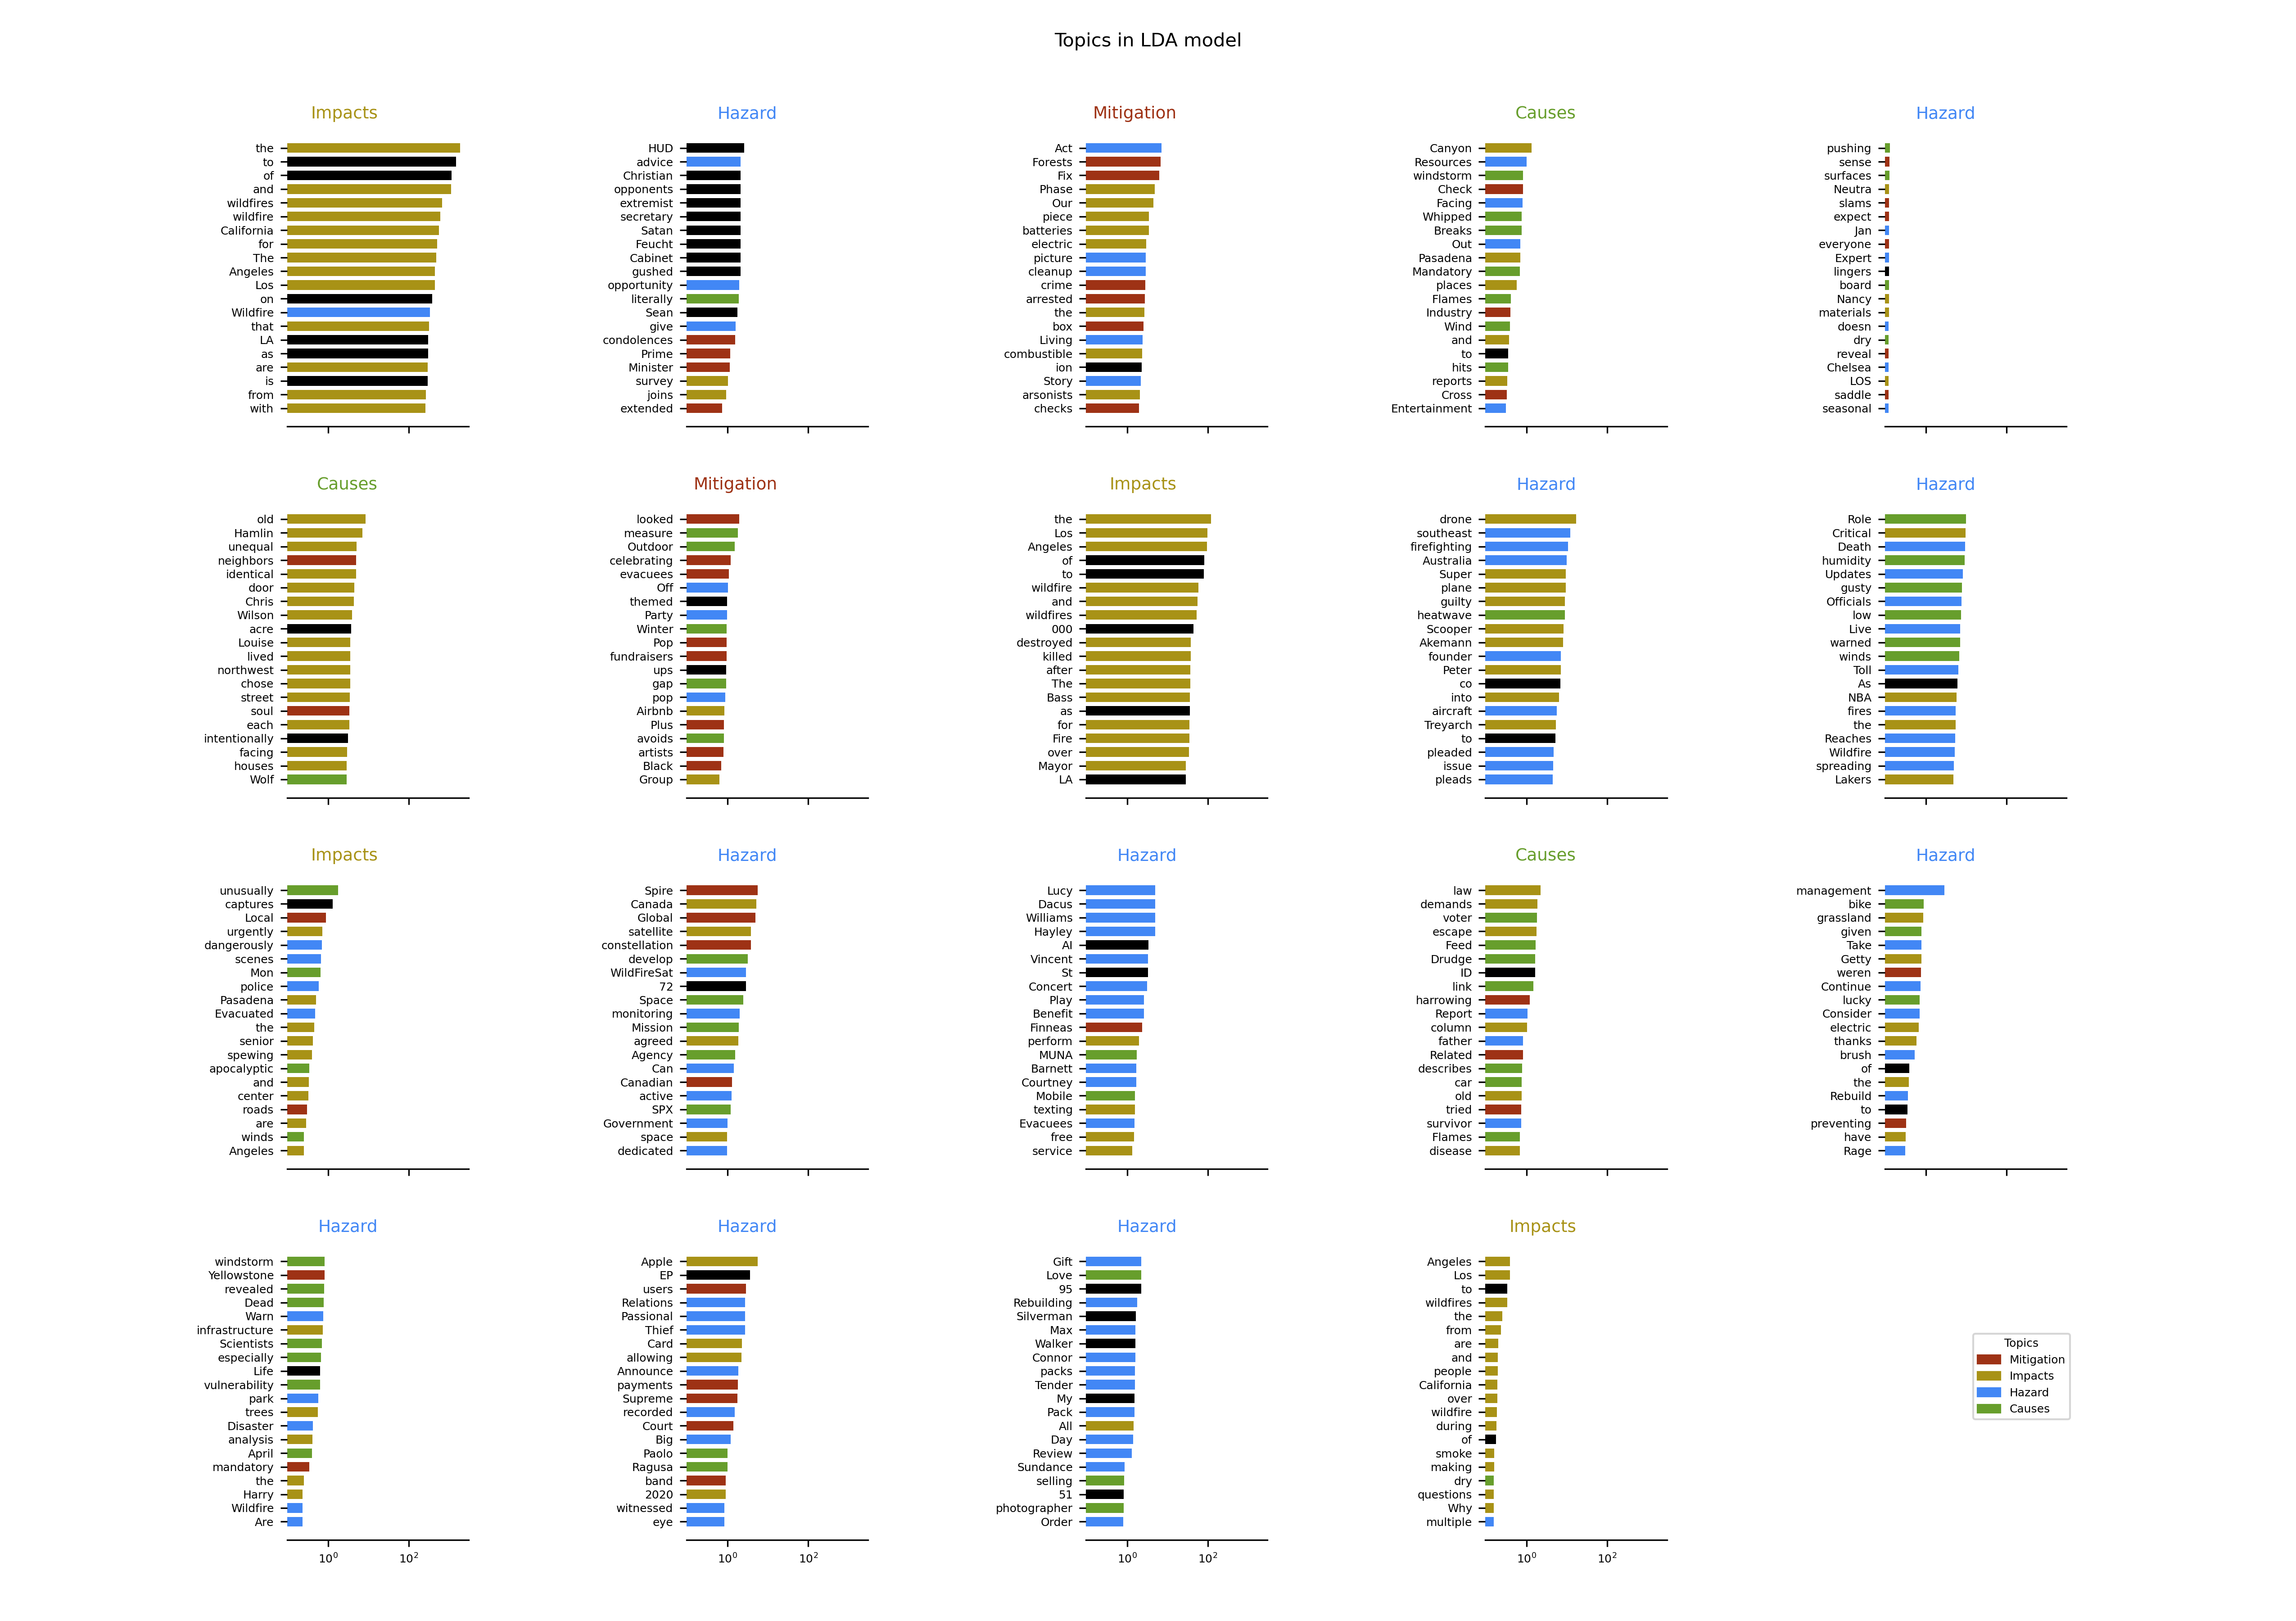 Topics in LDA model
Impacts
the
to
of
and
wildfires
wildfire
California
for
The
Angeles
Los
on
Wildfire
that
LA
as
are
is
from
with
Hazard
HUD
advice
Christian
opponents
extremist
secretary
Satan
Feucht
Cabinet
gushed
opportunity
literally
Sean
give
condolences
Prime
Minister
survey
joins
extended
Mitigation
Act
Forests
Fix
Phase
Our
piece
batteries
electric
picture
cleanup
crime
arrested
the
box
Living
combustible
ion
Story
arsonists
checks
Causes
Canyon
Resources
windstorm
Check
Facing
Whipped
Breaks
Out
Pasadena
Mandatory
places
Flames
Industry
Wind
and
to
hits
reports
Cross
Entertainment
Hazard
pushing
sense
surfaces
Neutra
slams
expect
Jan
everyone
Expert
lingers
board
Nancy
materials
doesn
dry
reveal
Chelsea
LOS
saddle
seasonal
Causes
old
Hamlin
unequal
neighbors
identical
door
Chris
Wilson
acre
Louise
lived
northwest
chose
street
soul
each
intentionally
facing
houses
Wolf
Mitigation
looked
measure
Outdoor
celebrating
evacuees
Off
themed
Party
Winter
Pop
fundraisers
ups
gap
pop
Airbnb
Plus
avoids
artists
Black
Group
Impacts
the
Los
Angeles
of
to
wildfire
and
wildfires
000
destroyed
killed
after
The
Bass
as
for
Fire
over
Mayor
LA
Hazard
drone
southeast
firefighting
Australia
Super
plane
guilty
heatwave
Scooper
Akemann
founder
Peter
co
into
aircraft
Treyarch
to
pleaded
issue
pleads
Hazard
Role
Critical
Death
humidity
Updates
gusty
Officials
low
Live
warned
winds
Toll
As
NBA
fires
the
Reaches
Wildfire
spreading
Lakers
Impacts
unusually
captures
Local
urgently
dangerously
scenes
Mon
police
Pasadena
Evacuated
the
senior
spewing
apocalyptic
and
center
roads
are
winds
Angeles
Hazard
Spire
Canada
Global
satellite
constellation
develop
WildFireSat
72
Space
monitoring
Mission
agreed
Agency
Can
Canadian
active
SPX
Government
space
dedicated
Hazard
Lucy
Dacus
Williams
Hayley
AI
Vincent
St
Concert
Play
Benefit
Finneas
perform
MUNA
Barnett
Courtney
Mobile
texting
Evacuees
free
service
Causes
law
demands
voter
escape
Feed
Drudge
ID
link
harrowing
Report
column
father
Related
describes
car
old
tried
survivor
Flames
disease
Hazard
management
bike
grassland
given
Take
Getty
weren
Continue
lucky
Consider
electric
thanks
brush
of
the
Rebuild
to
preventing
have
Rage
Hazard
windstorm
Yellowstone
revealed
Dead
Warn
infrastructure
Scientists
especially
Life
vulnerability
park
trees
Disaster
analysis
April
mandatory
the
Harry
Wildfire
Are
10^0 10^2
Hazard
Apple
EP
users
Relations
Passional
Thief
Card
allowing
Announce
payments
Supreme
recorded
Court
Big
Paolo
Ragusa
band
2020
witnessed
eye
10^0 10^2
Hazard
Gift
Love
95
Rebuilding
Silverman
Max
Walker
Connor
packs
Tender
My
Pack
All
Day
Review
Sundance
selling
51
photographer
Order
10^0 10^2
Impacts
Angeles
Los
to
wildfires
the
from
are
and
people
California
over
wildfire
during
of
smoke
making
dry
questions
Why
multiple
10^0 10^2
Topics
Mitigation
Impacts
Hazard
Causes